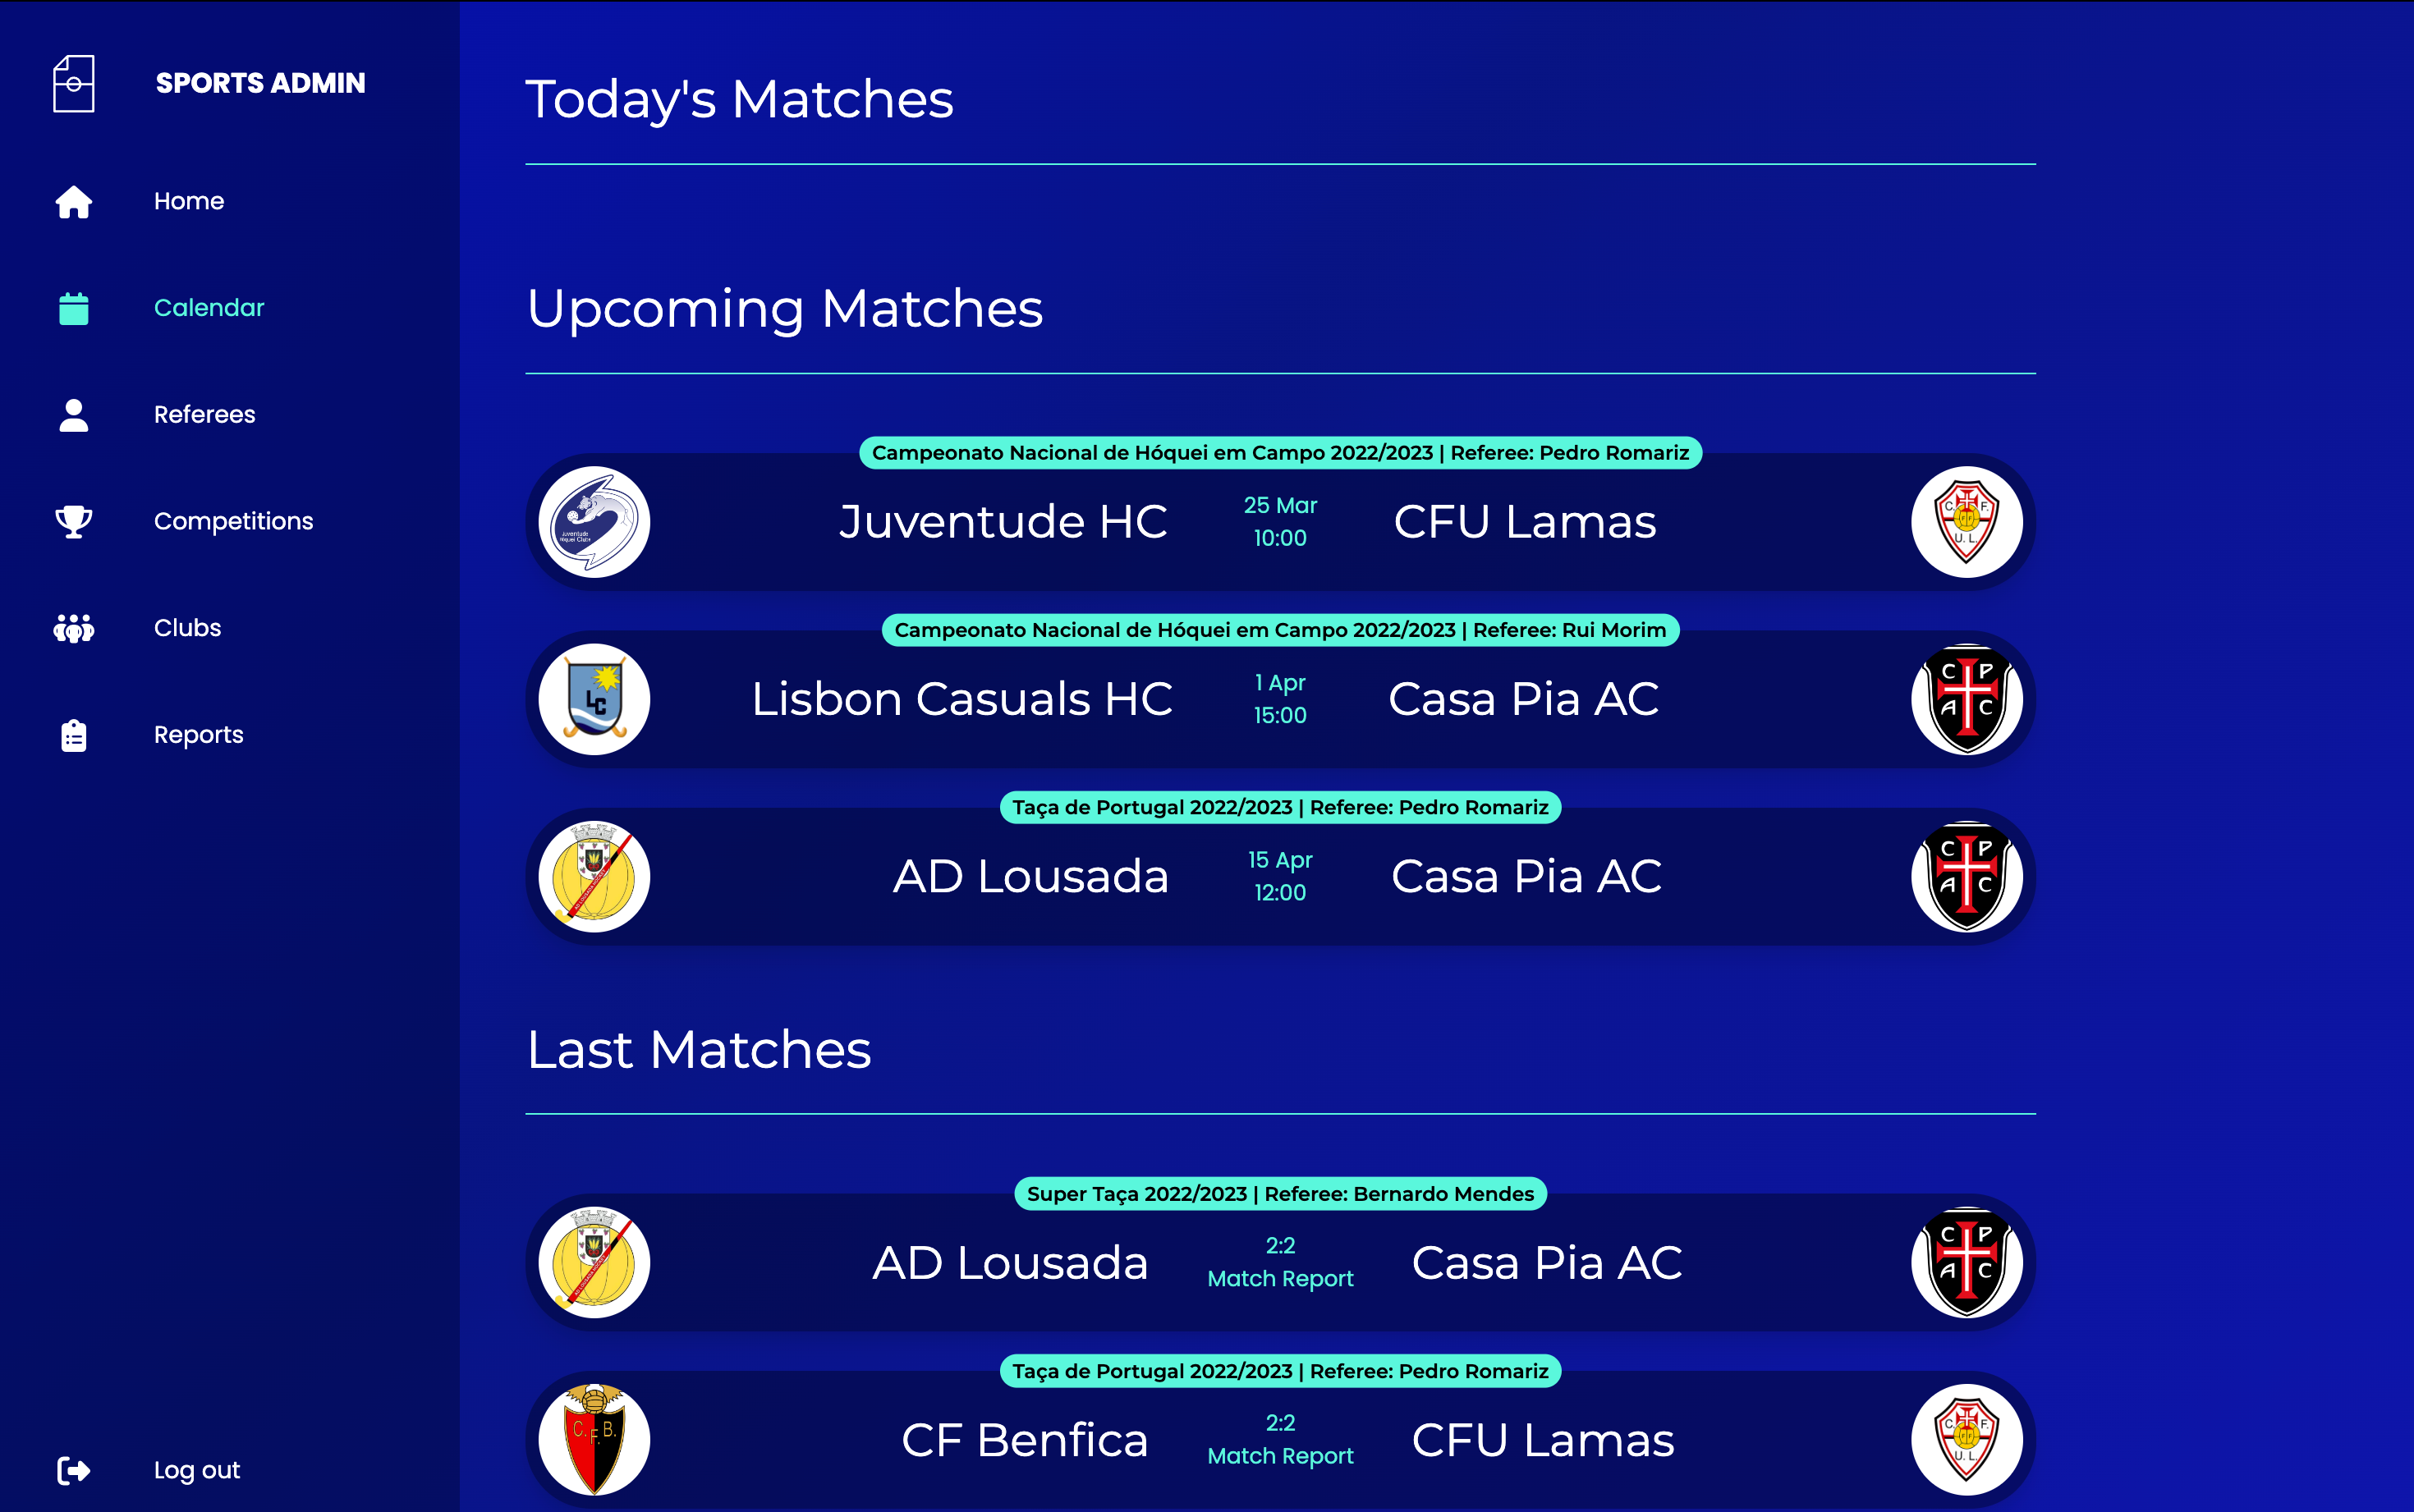 SPORTS ADMIN
Home
Calendar
Referees
Competitions
Clubs
Reports
Log out
Today's Matches
Upcoming Matches
Campeonato Nacional de Hóquei em Campo 2022/2023 | Referee: Pedro Romariz
Juventude Hóquei Clube
Juventude HC
25 Mar
10:00
CFU Lamas
C. F.
F F
U. L.
Campeonato Nacional de Hóquei em Campo 2022/2023 | Referee: Rui Morim
LC
Lisbon Casuals HC
1 Apr
15:00
Casa Pia AC
C P
A C
Taça de Portugal 2022/2023 | Referee: Pedro Romariz
AD Lousada
15 Apr
12:00
Casa Pia AC
C P
A C
Last Matches
Super Taça 2022/2023 | Referee: Bernardo Mendes
AD Lousada
2:2
Match Report
Casa Pia AC
C P
A C
Taça de Portugal 2022/2023 | Referee: Pedro Romariz
C. F. B.
CF Benfica
2:2
Match Report
CFU Lamas
C. F.
F F
U. L.